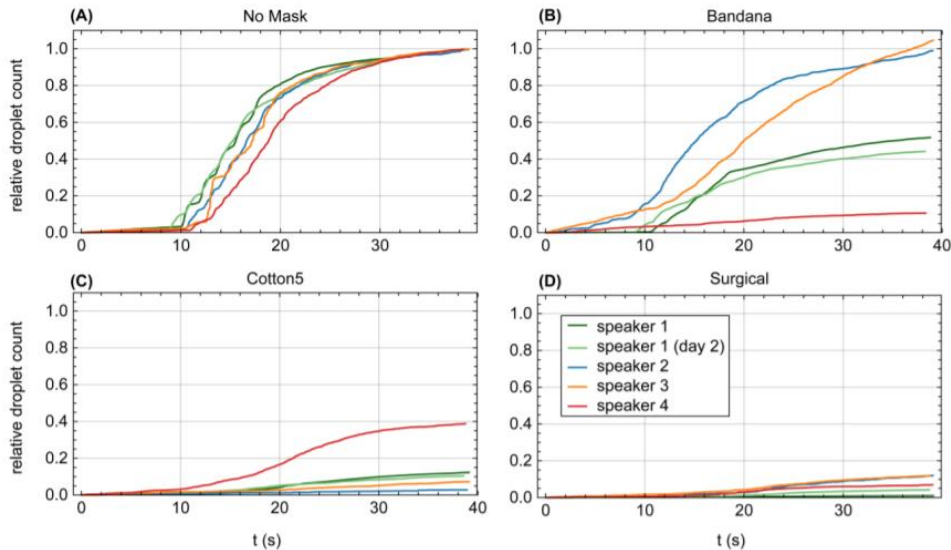 (A) No Mask
(B) Bandana
relative droplet count
1.0
0.8
0.6
0.4
0.2
0.0
0 10 20 30
1.0
0.8
0.6
0.4
0.2
0.0
0 10 20 30 40
(C) Cotton5
(D) Surgical
relative droplet count
1.0
0.8
0.6
0.4
0.2
0.0
0 10 20 30 40
t (s)
1.0
0.8
0.6
0.4
0.2
0.0
speaker 1
speaker 1 (day 2)
speaker 2
speaker 3
speaker 4
0 10 20 30 40
t (s)